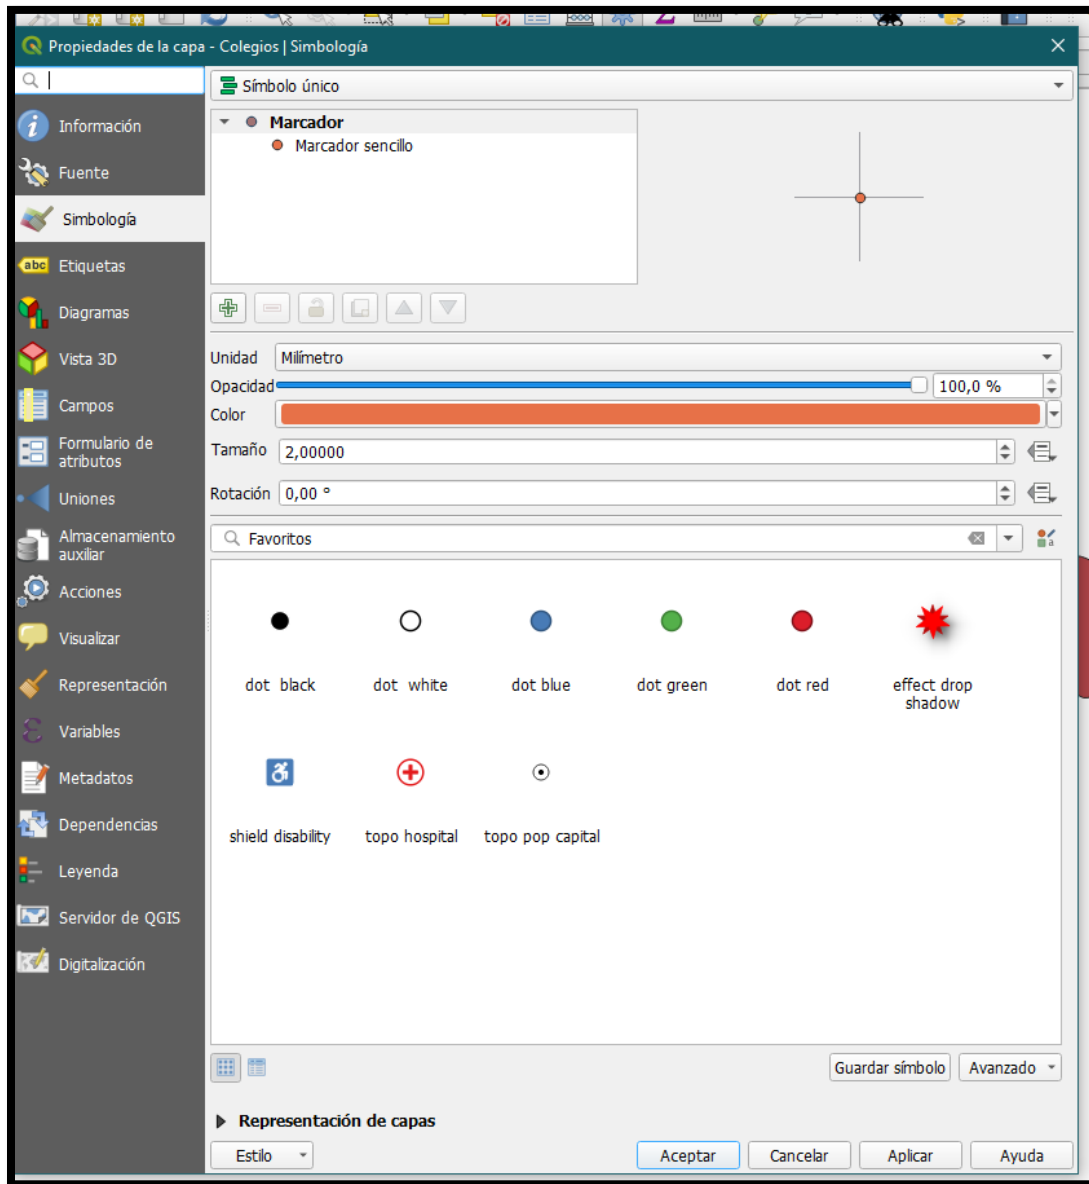 Propiedades de la capa - Colegios | Simbología
Símbolo único
Información
Fuente
Simbología
abc Etiquetas
Diagramas
Vista 3D
Campos
Formulario de
atributos
Uniones
Almacenamiento
auxiliar
Acciones
Visualizar
Representación
Variables
Metadatos
Dependencias
Leyenda
Servidor de QGIS
Digitalización
Marcador
Marcador sencillo
Unidad Milímetro
Opacidad 100,0 %
Color
Tamaño 2,00000
Rotación 0,00 °
Favoritos
dot black dot white dot blue dot green dot red effect drop
shadow
shield disability topo hospital topo pop capital
Guardar símbolo Avanzado
Representación de capas
Estilo Aceptar Cancelar Aplicar Ayuda